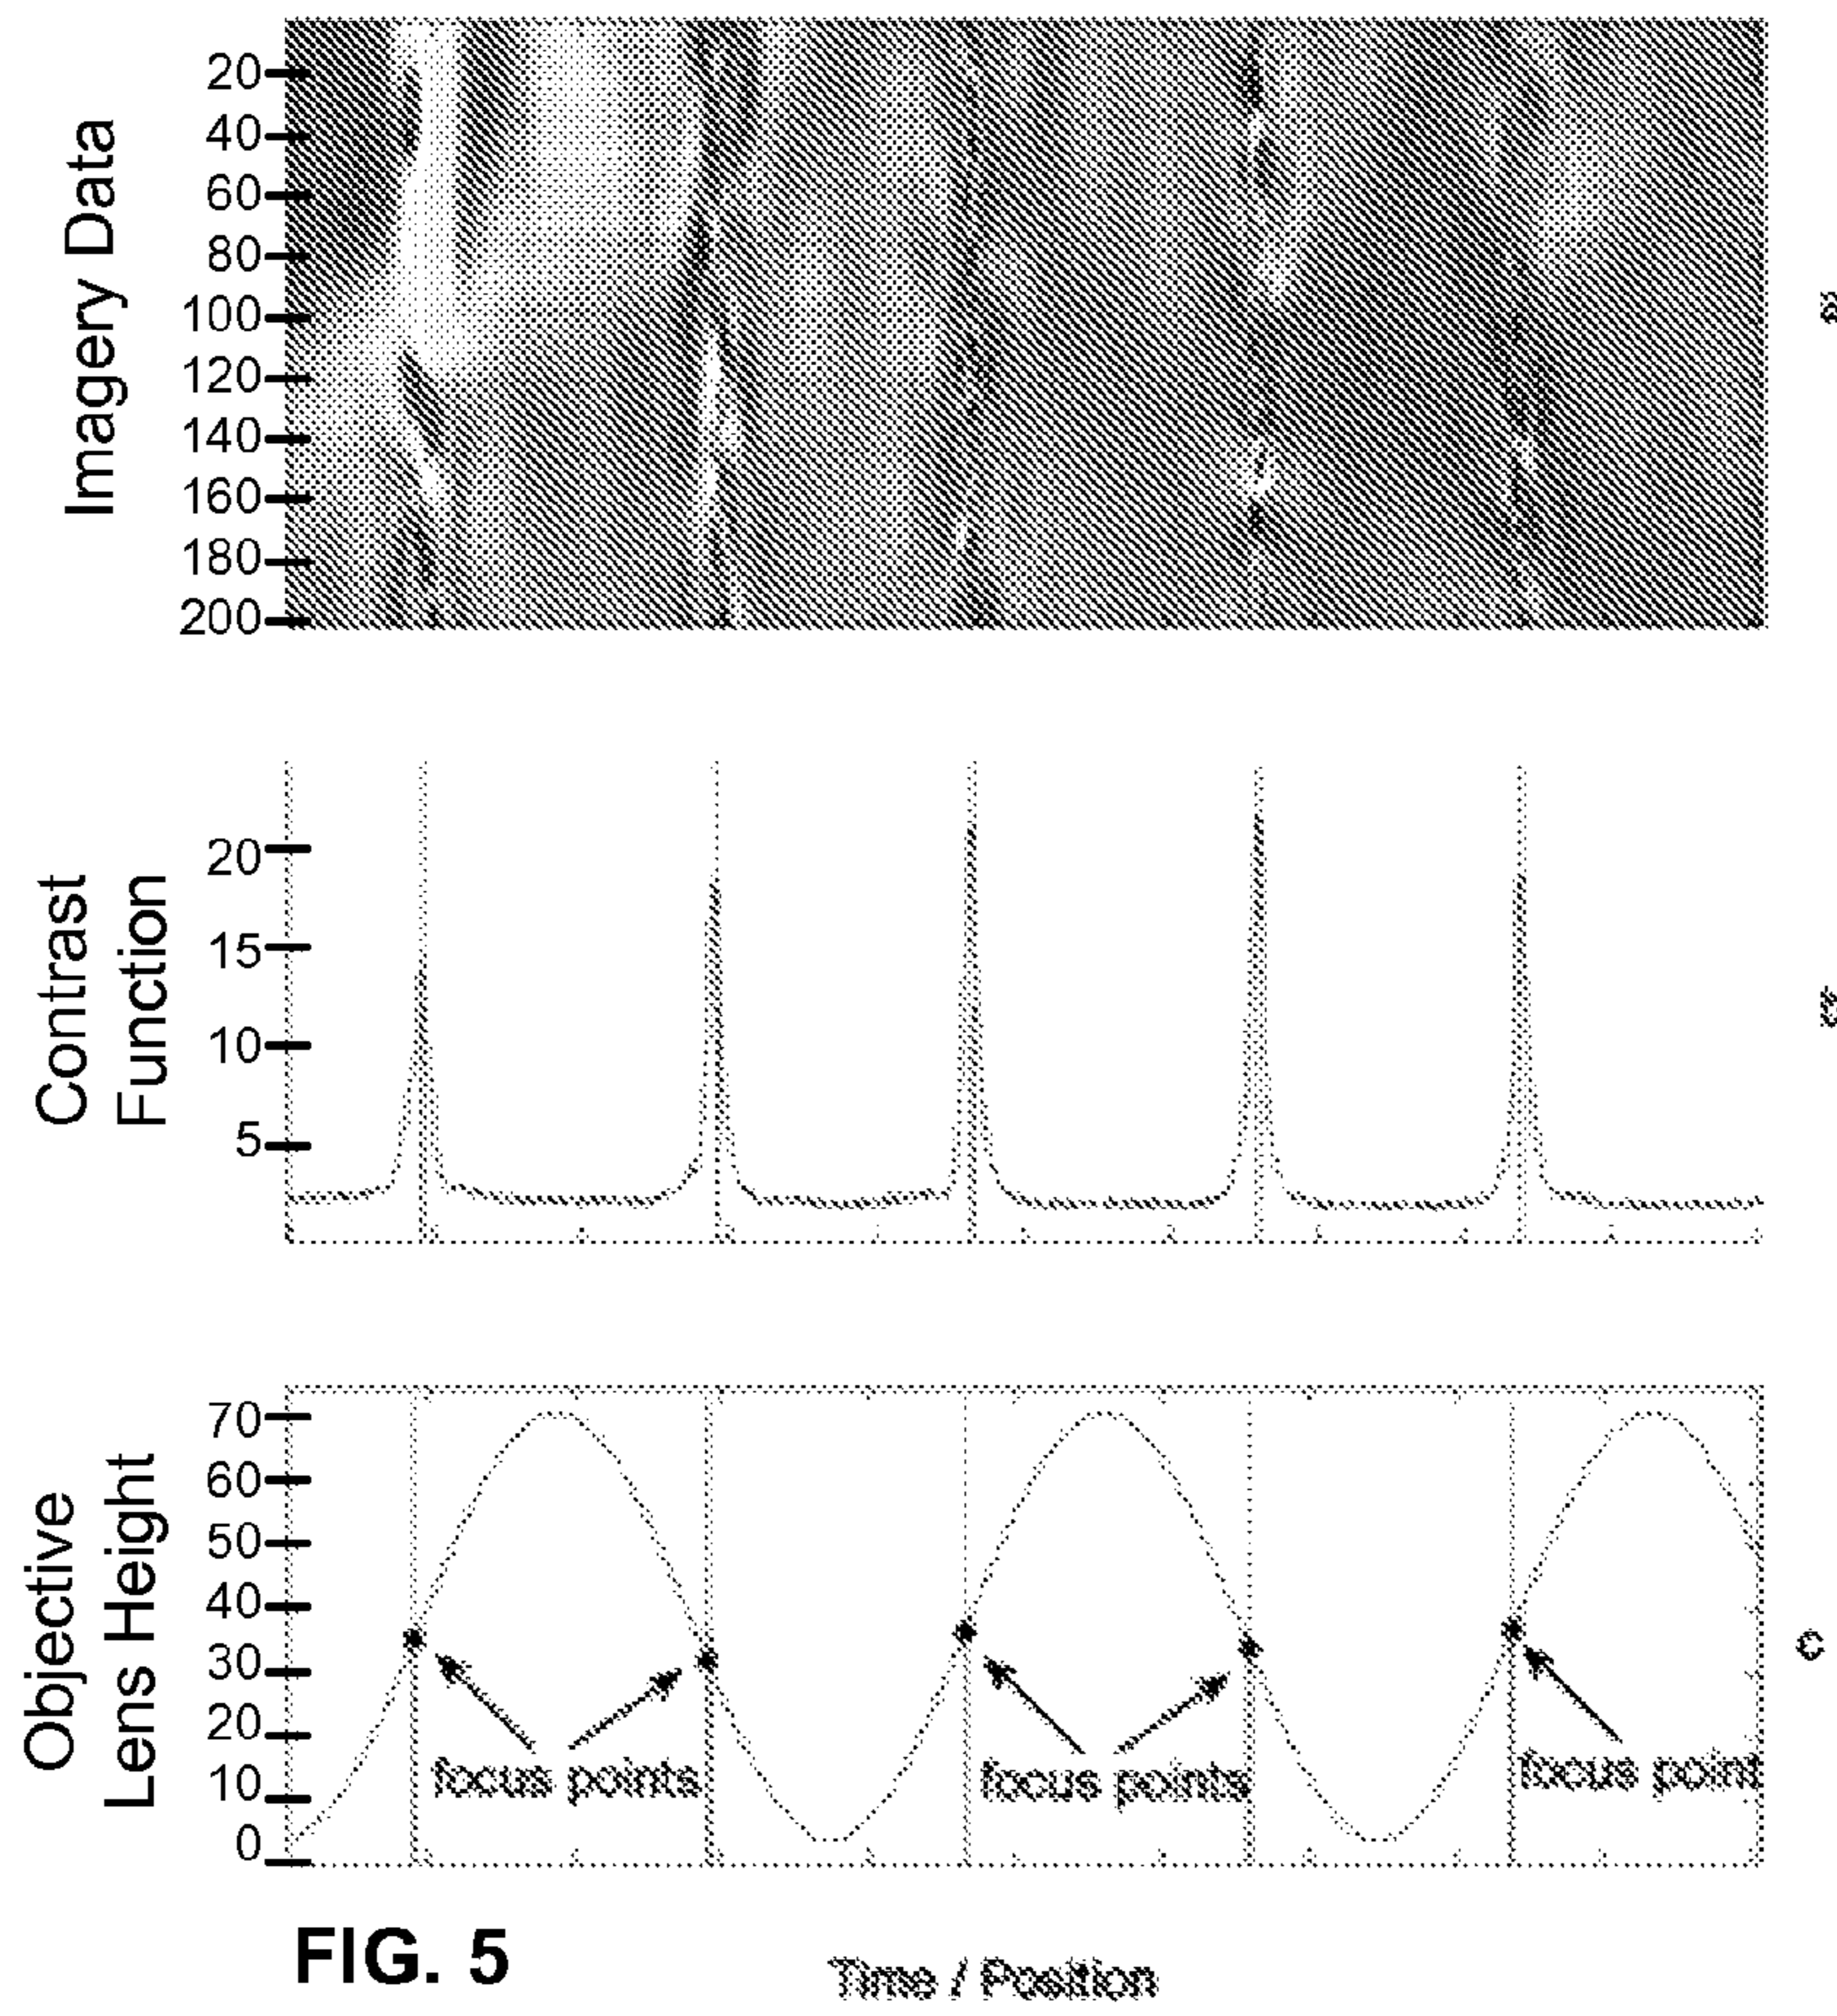 Imagery Data
20
40
60
80
100
120
140
160
180
200
Contrast
Function
20
15
10
5
Objective
Lens Height
70
60
50
40
30
20
10
0
focus points
focus points
focus point
c
FIG. 5
Time / Position